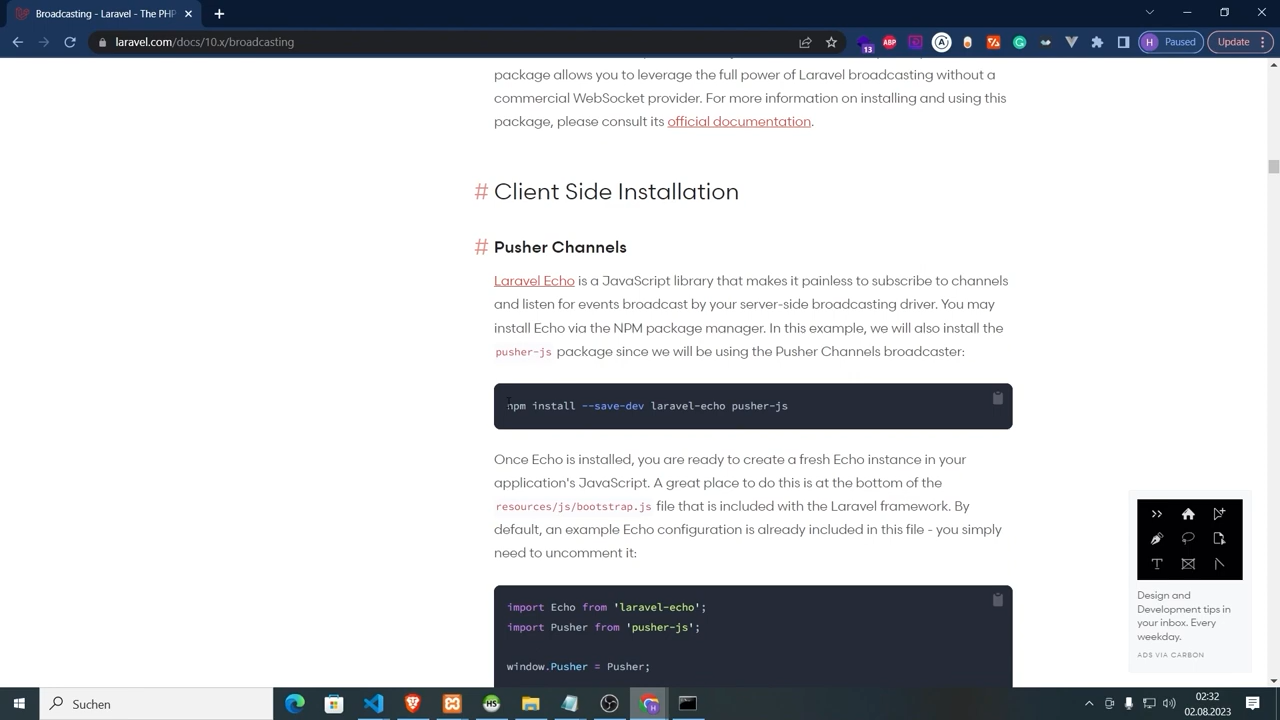 Broadcasting - Laravel - The PHP
laravel.com/docs/10.x/broadcasting
13
ABP
A
G
H Paused
Update
package allows you to leverage the full power of Laravel broadcasting without a
commercial WebSocket provider. For more information on installing and using this
package, please consult its official documentation.
# Client Side Installation
# Pusher Channels
Laravel Echo is a JavaScript library that makes it painless to subscribe to channels
and listen for events broadcast by your server-side broadcasting driver. You may
install Echo via the NPM package manager. In this example, we will also install the
pusher-js package since we will be using the Pusher Channels broadcaster:
npm install --save-dev laravel-echo pusher-js
Once Echo is installed, you are ready to create a fresh Echo instance in your
application's JavaScript. A great place to do this is at the bottom of the
resources/js/bootstrap.js file that is included with the Laravel framework. By
default, an example Echo configuration is already included in this file - you simply
need to uncomment it:
import Echo from 'laravel-echo';
import Pusher from 'pusher-js';
window.Pusher = Pusher;
Design and
Development tips in
your inbox. Every
weekday.
ADS VIA CARBON
Suchen
HS
H
02:32
02.08.2023